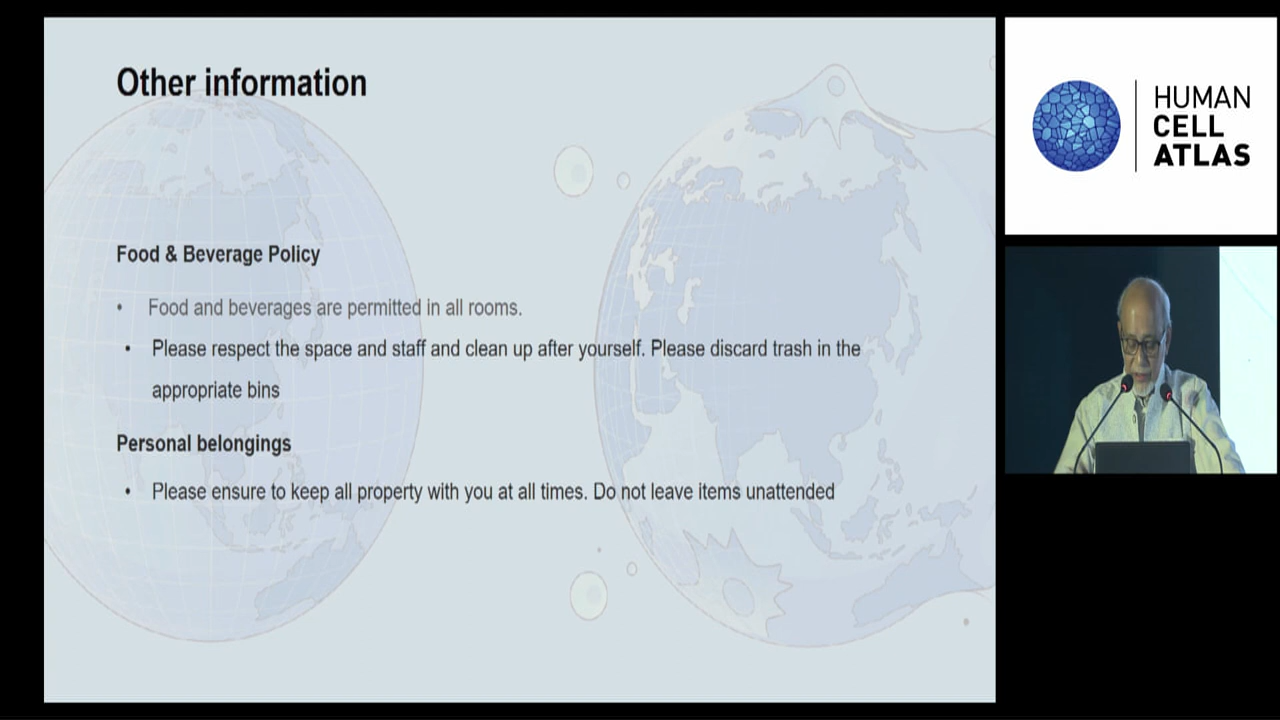 Other information
Food & Beverage Policy
• Food and beverages are permitted in all rooms.
• Please respect the space and staff and clean up after yourself. Please discard trash in the
appropriate bins
Personal belongings
• Please ensure to keep all property with you at all times. Do not leave items unattended
HUMAN
CELL
ATLAS